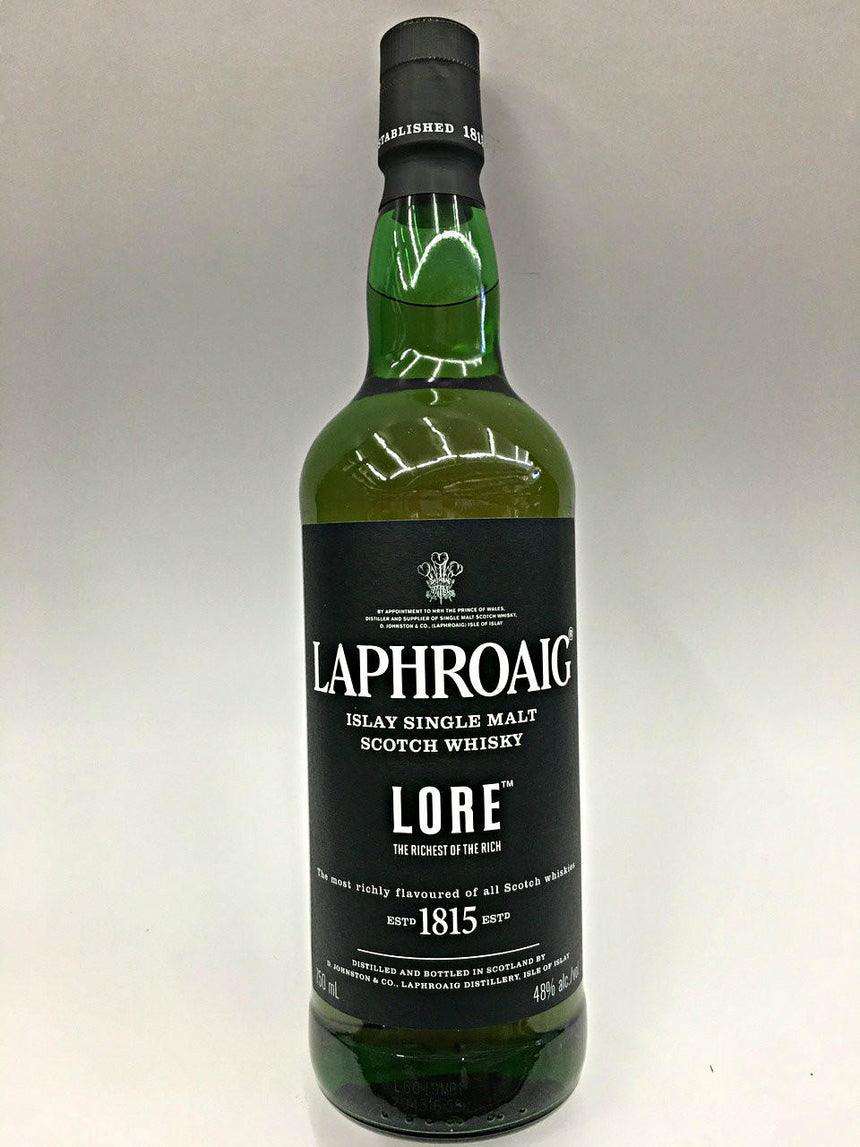 ESTABLISHED 181
BY APPOINTMENT TO HRH THE PRINCE OF WALES,
DISTILLER AND SUPPLIER OF SINGLE MALT SCOTCH WHISKY,
D. JOHNSTON & CO., (LAPHROAIG) ISLE OF ISLAY
LAPHROAIG®
ISLAY SINGLE MALT
SCOTCH WHISKY
LORE™
THE RICHEST OF THE RICH
The most richly flavoured of all Scotch whiskies
ESTD 1815 ESTD
DISTILLED AND BOTTLED IN SCOTLAND BY
D. JOHNSTON & CO., LAPHROAIG DISTILLERY, ISLE OF ISLAY
750 mL
48% alc./vol